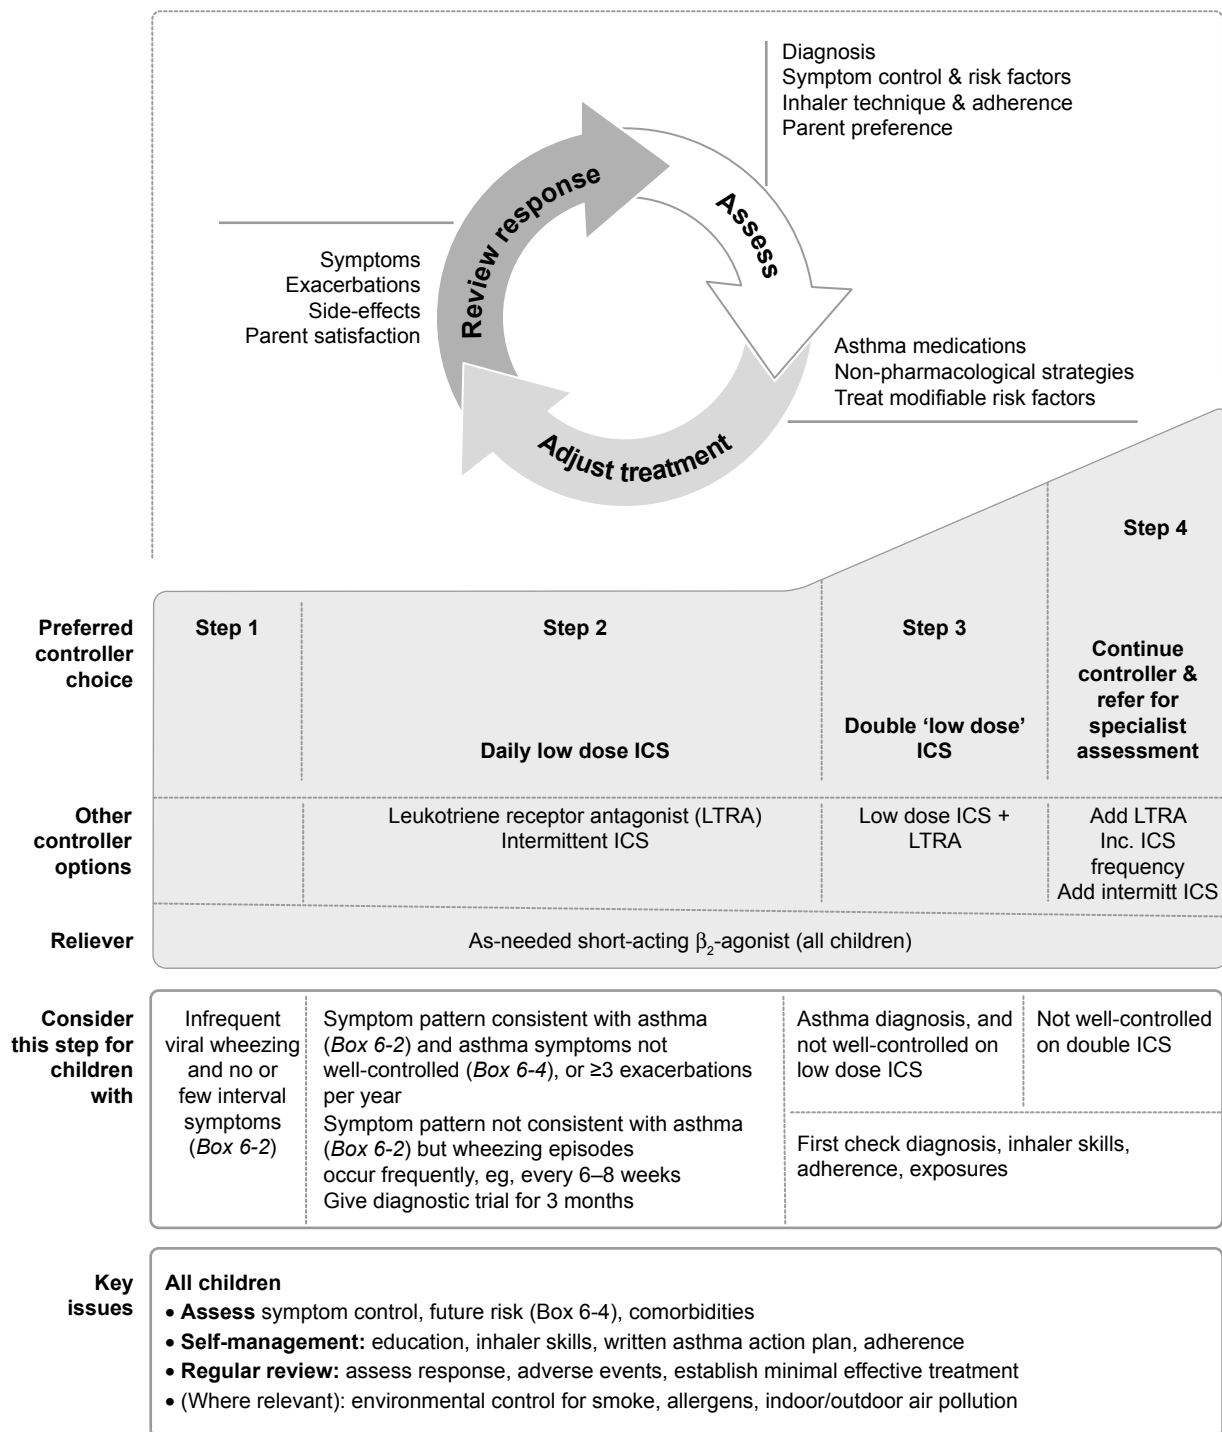 Diagnosis
Symptom control & risk factors
Inhaler technique & adherence
Parent preference
Review response
Assess
Adjust treatment
Symptoms
Exacerbations
Side-effects
Parent satisfaction
Asthma medications
Non-pharmacological strategies
Treat modifiable risk factors
Preferred
controller
choice
Step 1
Step 2
Daily low dose ICS
Step 3
Double ‘low dose’
ICS
Step 4
Continue
controller &
refer for
specialist
assessment
Other
controller
options
Leukotriene receptor antagonist (LTRA)
Intermittent ICS
Low dose ICS +
LTRA
Add LTRA
Inc. ICS
frequency
Add intermitt ICS
Reliever
As-needed short-acting β₂-agonist (all children)
Consider
this step for
children
with
Infrequent
viral wheezing
and no or
few interval
symptoms
(Box 6-2)
Symptom pattern consistent with asthma
(Box 6-2) and asthma symptoms not
well-controlled (Box 6-4), or ≥3 exacerbations
per year
Symptom pattern not consistent with asthma
(Box 6-2) but wheezing episodes
occur frequently, eg, every 6–8 weeks
Give diagnostic trial for 3 months
Asthma diagnosis, and
not well-controlled on
low dose ICS
Not well-controlled
on double ICS
First check diagnosis, inhaler skills,
adherence, exposures
Key
issues
All children
• Assess symptom control, future risk (Box 6-4), comorbidities
• Self-management: education, inhaler skills, written asthma action plan, adherence
• Regular review: assess response, adverse events, establish minimal effective treatment
• (Where relevant): environmental control for smoke, allergens, indoor/outdoor air pollution